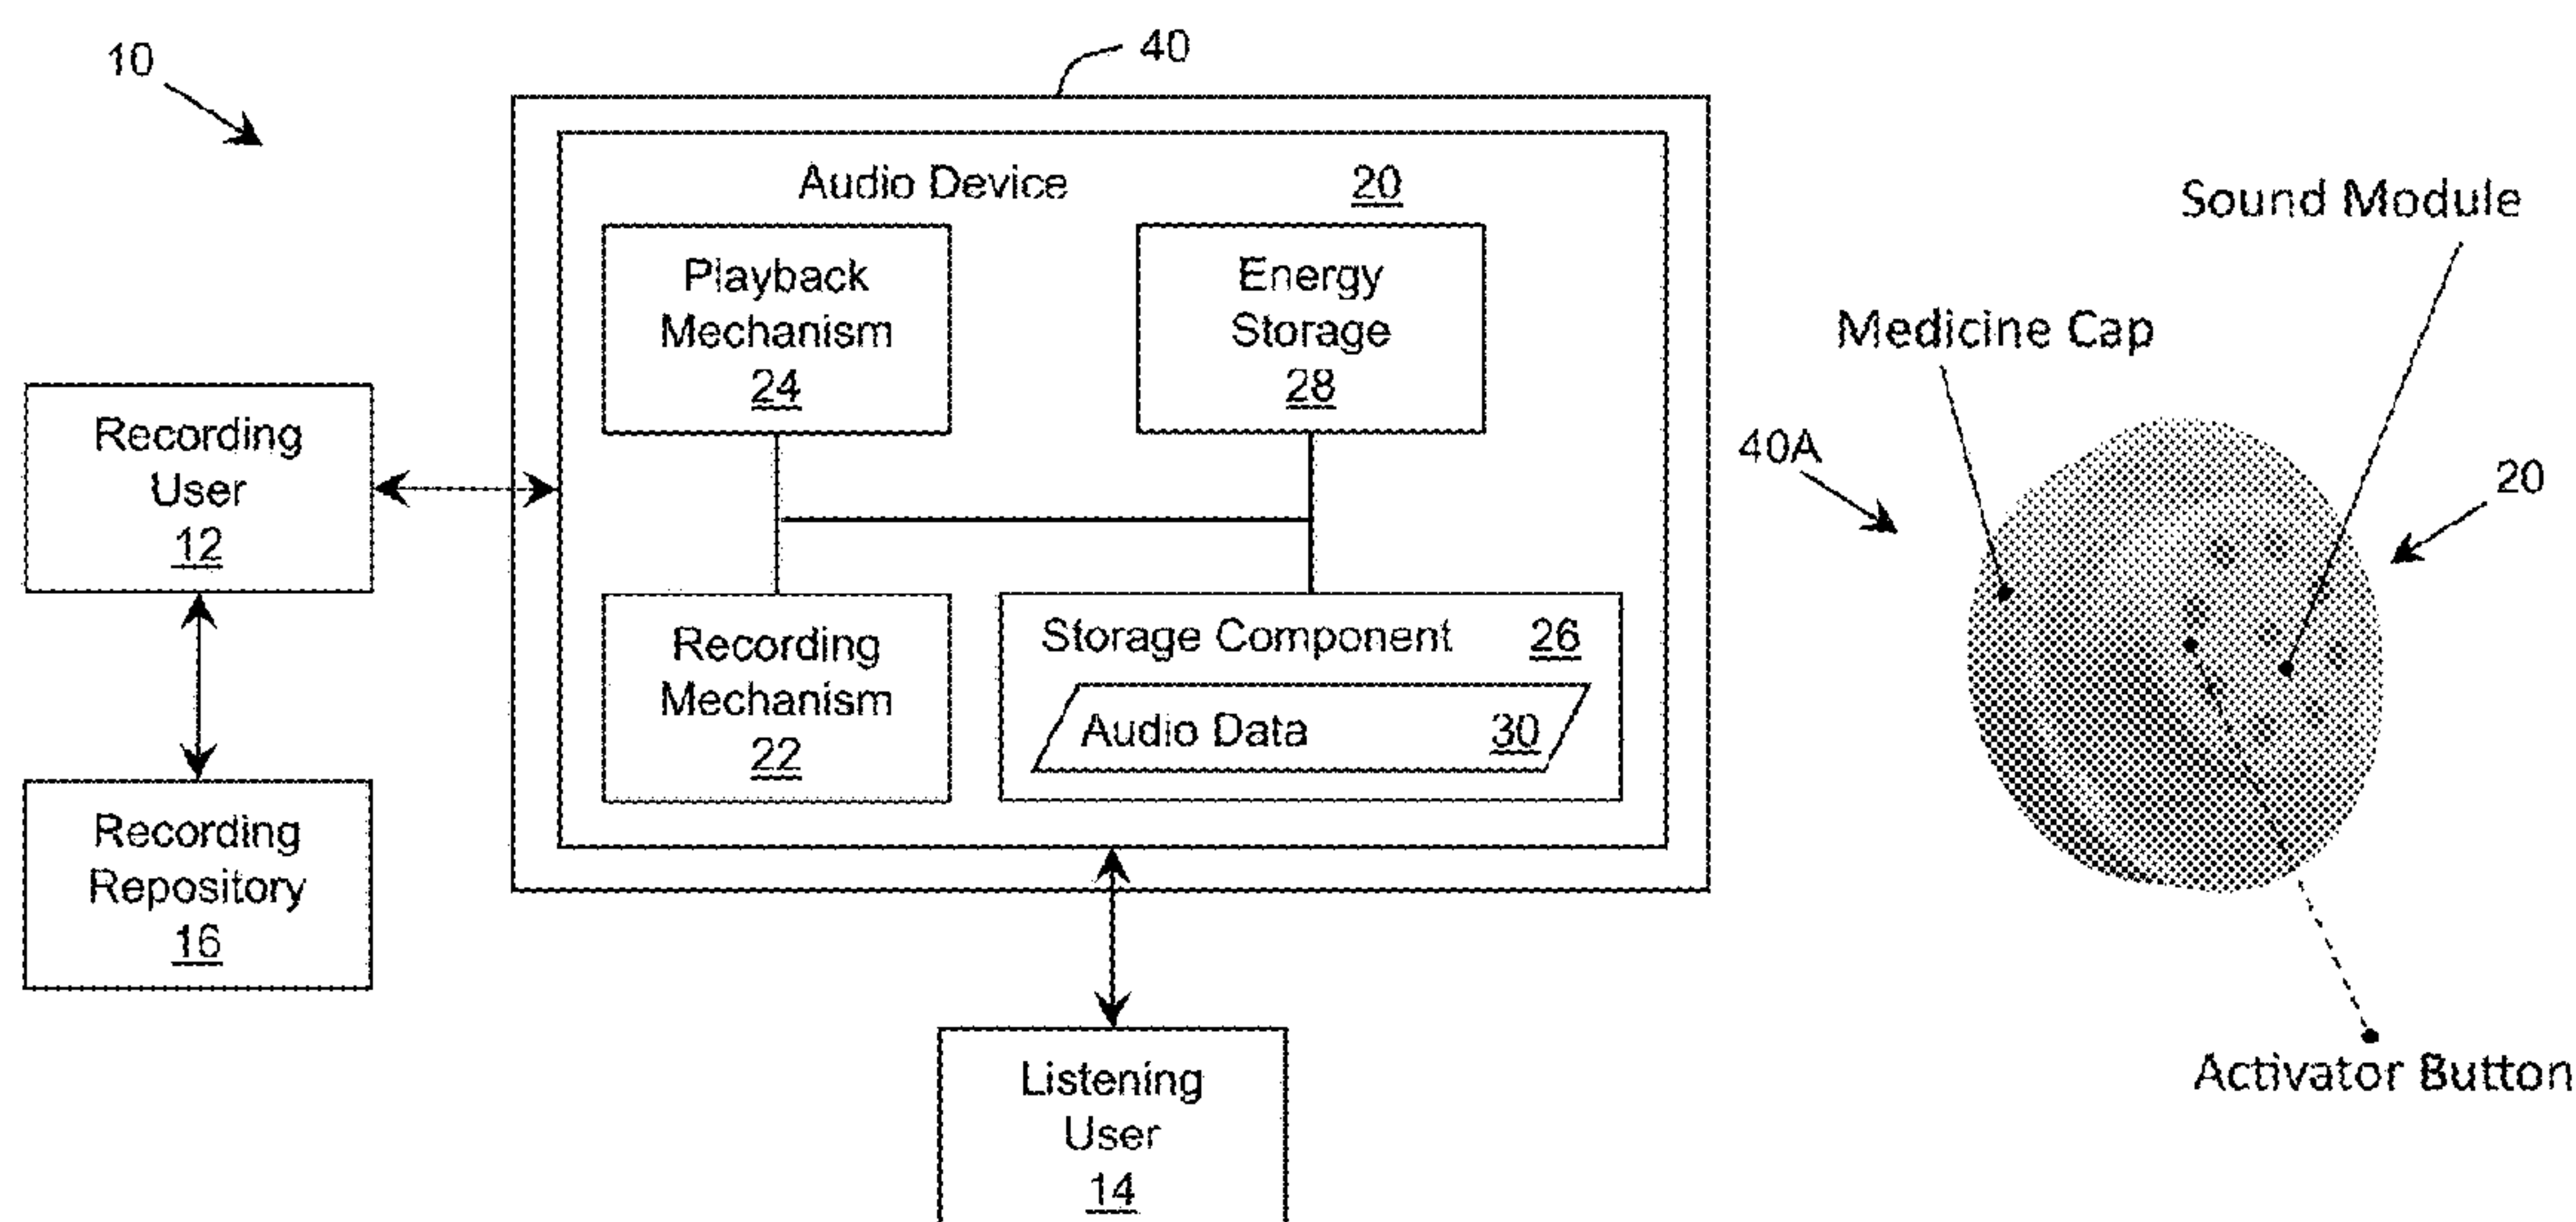 10
40
Audio Device 20
Playback
Mechanism
24
Energy
Storage
28
Recording
User
12
Recording
Mechanism
22
Storage Component 26
Audio Data 30
Recording
Repository
16
Listening
User
14
Sound Module
Medicine Cap
40A
20
Activator Button